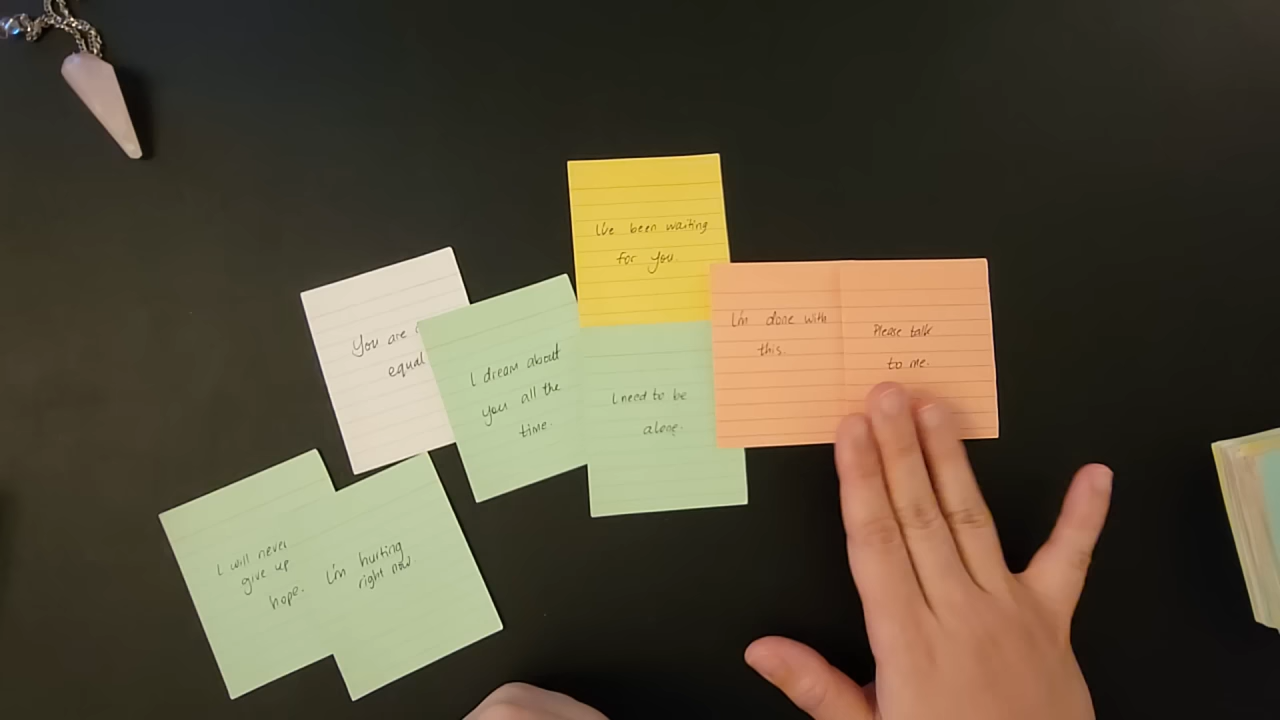 I've been waiting
for you.
You are
equal
I dream about
you all the
time.
I need to be
alone.
I'm done with
this.
Please talk
to me.
I will never
give up
hope.
I'm hurting
right now